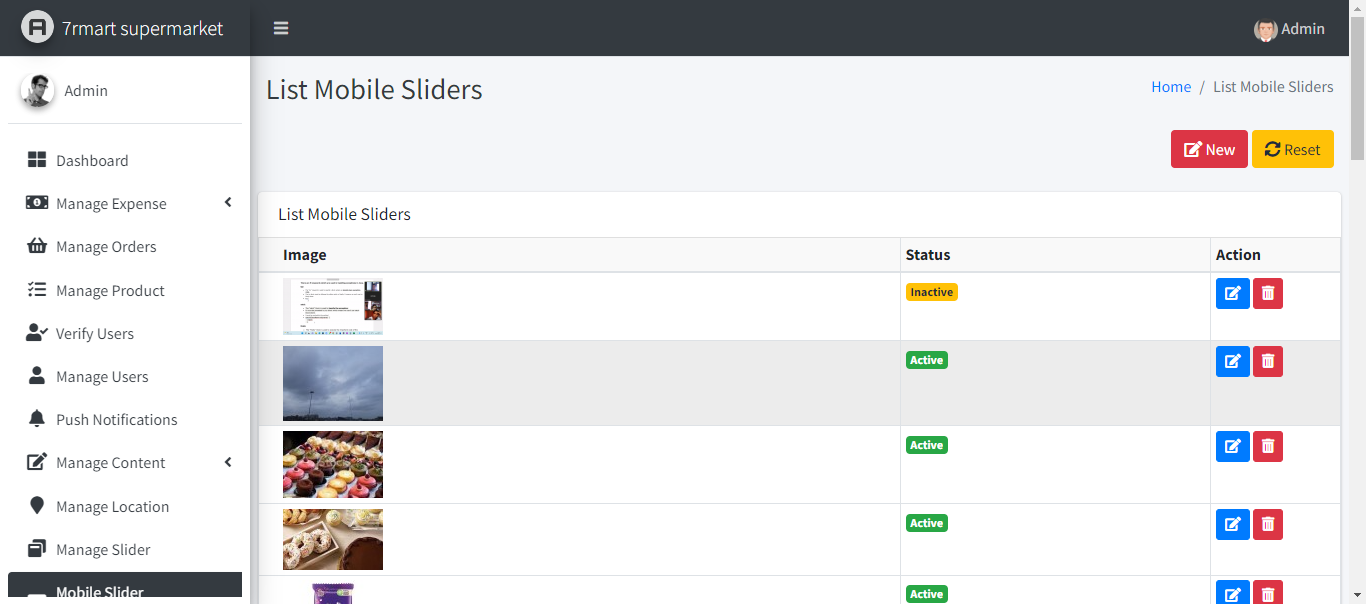 7rmart supermarket
Admin
Admin
List Mobile Sliders
Home / List Mobile Sliders
New
Reset
Dashboard
Manage Expense
Manage Orders
Manage Product
Verify Users
Manage Users
Push Notifications
Manage Content
Manage Location
Manage Slider
Mobile Slider
List Mobile Sliders
Image Status Action
Inactive
Active
Active
Active
Active